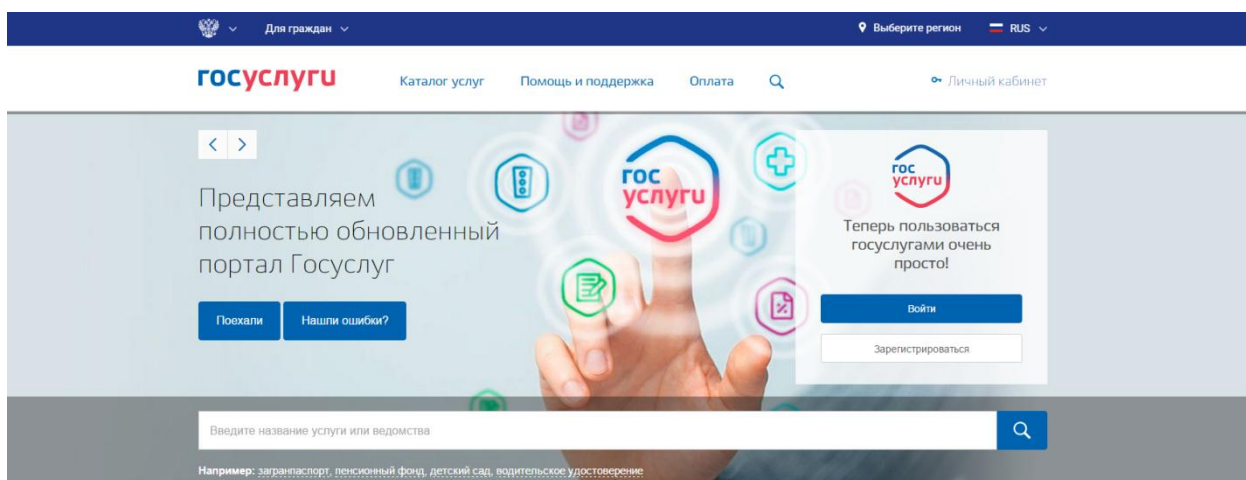 Для граждан
Выберите регион
RUS
госуслуги
Каталог услуг
Помощь и поддержка
Оплата
Личный кабинет
Представляем
полностью обновленный
портал Госуслуг
Поехали
Нашли ошибки?
гос
услуги
гос
услуги
Теперь пользоваться
госуслугами очень
просто!
Войти
Зарегистрироваться
Введите название услуги или ведомства
Например: загранпаспорт, пенсионный фонд, детский сад, водительское удостоверение